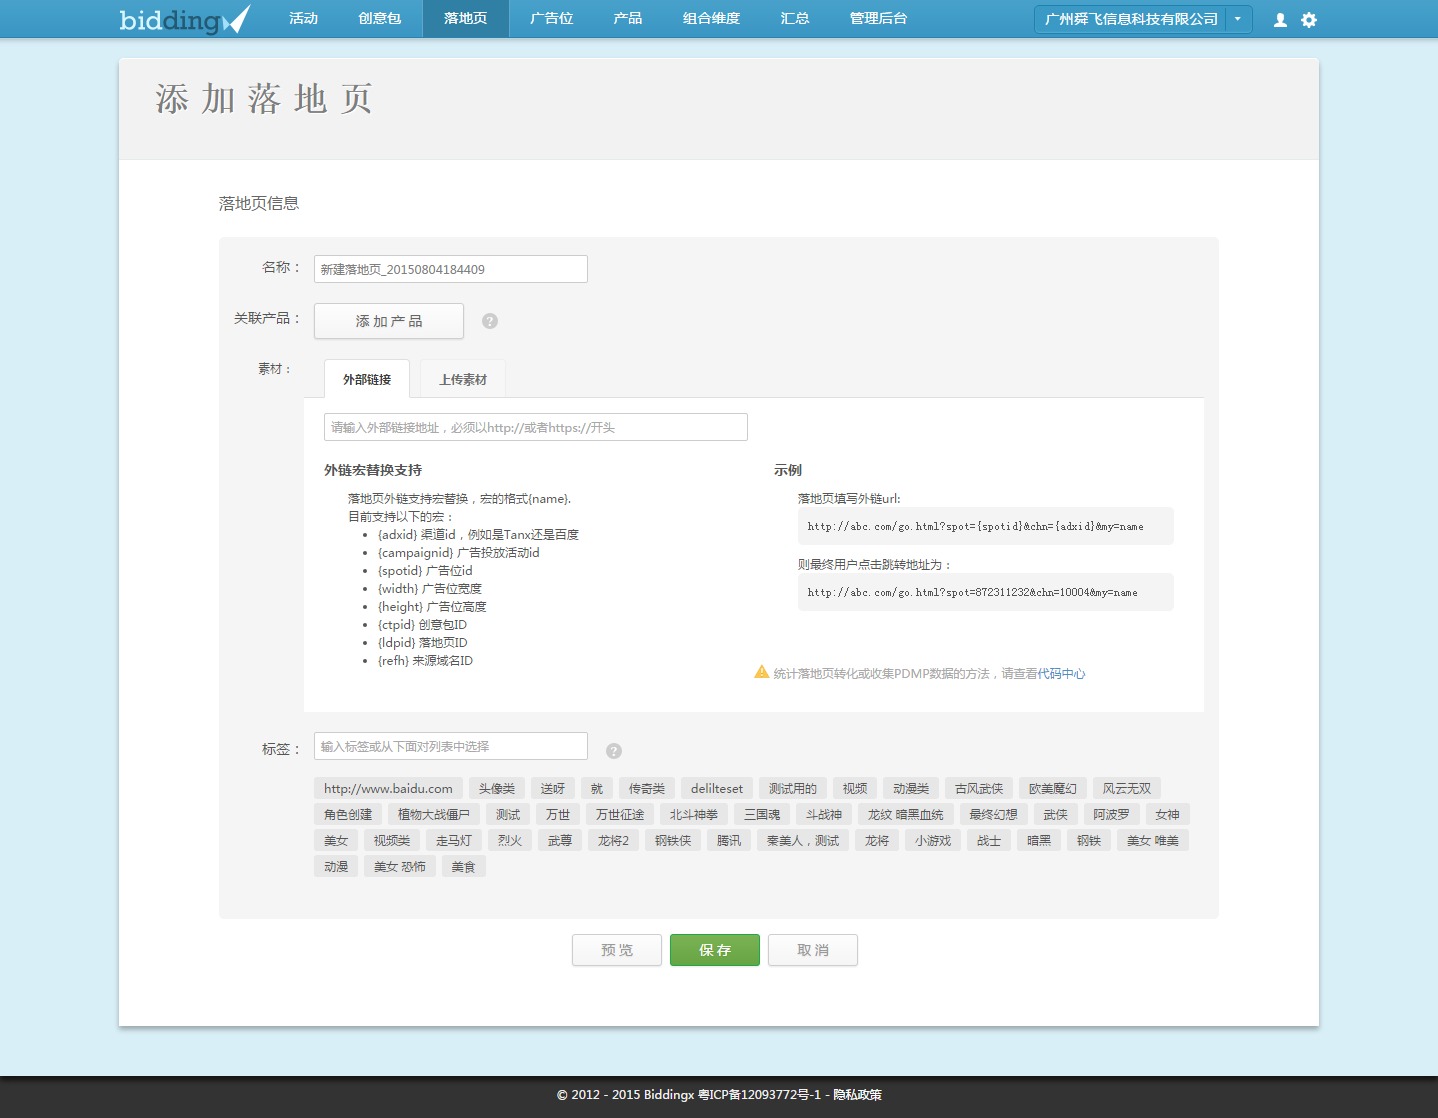 biddingx 活动 创意包 落地页 广告位 产品 组合维度 汇总 管理后台 广州舜飞信息科技有限公司
添加落地页
落地页信息
名称： 新建落地页_20150804184409
关联产品： 添加产品 ?
素材： 外部链接 上传素材
请输入外部链接地址，必须以http://或者https://开头
外链宏替换支持
落地页外链支持宏替换，宏的格式{name}.
目前支持以下的宏：
• {adxid} 渠道id，例如是Tanx还是百度
• {campaignid} 广告投放活动id
• {spotid} 广告位id
• {width} 广告位宽度
• {height} 广告位高度
• {ctpid} 创意包ID
• {ldpid} 落地页ID
• {refh} 来源域名ID
示例
落地页填写外链url:
http://abc.com/go.html?spot={spotid}&chn={adxid}&my=name
则最终用户点击跳转地址为：
http://abc.com/go.html?spot=872311232&chn=10004&my=name
统计落地页转化或收集PDMP数据的方法，请查看代码中心
标签： 输入标签或从下面对列表中选择 ?
http://www.baidu.com 头像类 送呀 就 传奇类 delilteset 测试用的 视频 动漫类 古风武侠 欧美魔幻 风云无双
角色创建 植物大战僵尸 测试 万世 万世征途 北斗神拳 三国魂 斗战神 龙纹 暗黑血统 最终幻想 武侠 阿波罗 女神
美女 视频类 走马灯 烈火 武尊 龙将2 钢铁侠 腾讯 秦美人，测试 龙将 小游戏 战士 暗黑 钢铁 美女 唯美
动漫 美女 恐怖 美食
预览 保存 取消
© 2012 - 2015 Biddingx 粤ICP备12093772号-1 - 隐私政策